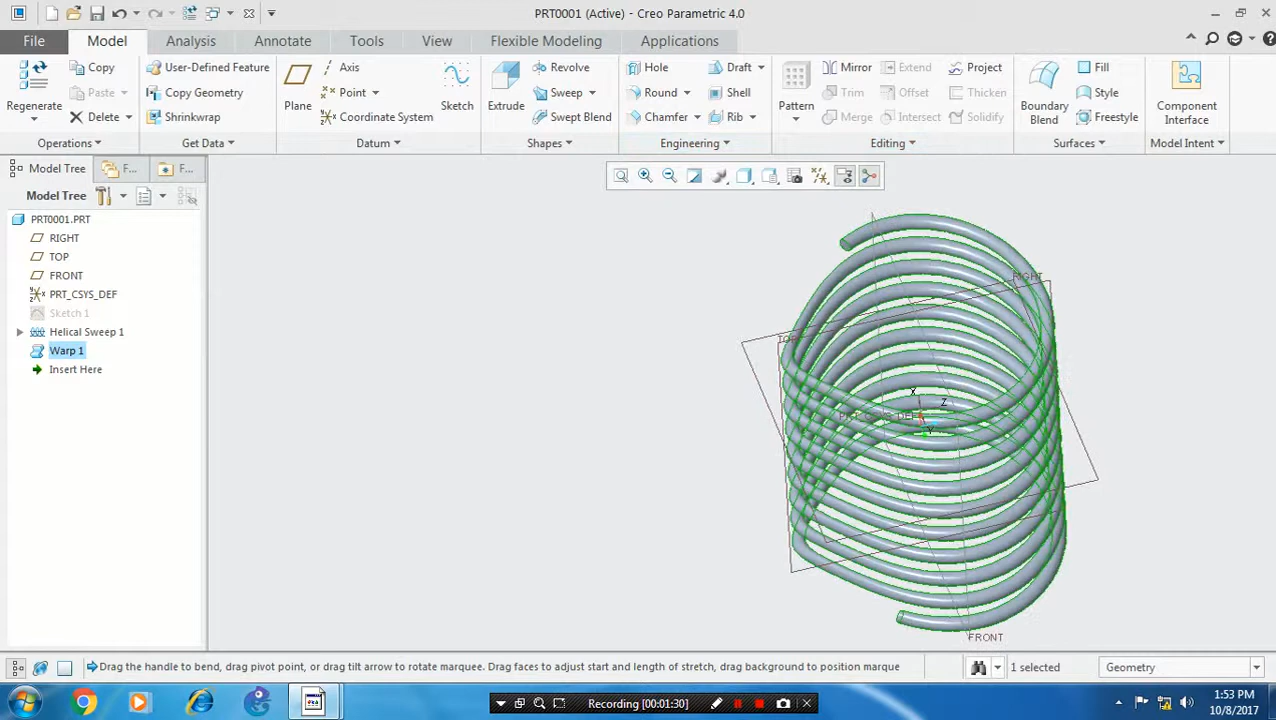 PRT0001 (Active) - Creo Parametric 4.0
File Model Analysis Annotate Tools View Flexible Modeling Applications
Regenerate
Copy
Paste
Delete
Operations
User-Defined Feature
Copy Geometry
Shrinkwrap
Get Data
Plane
Axis
Point
Coordinate System
Sketch
Datum
Extrude
Revolve
Sweep
Swept Blend
Shapes
Hole
Round
Chamfer
Draft
Shell
Rib
Engineering
Pattern
Mirror
Trim
Merge
Extend
Offset
Intersect
Project
Thicken
Solidify
Editing
Boundary
Blend
Fill
Style
Freestyle
Surfaces
Component
Interface
Model Intent
Model Tree F... F...
Model Tree
PRT0001.PRT
RIGHT
TOP
FRONT
PRT_CSYS_DEF
Sketch 1
Helical Sweep 1
Warp 1
Insert Here
RIGHT
TOP
X
Z
PRT_CSYS_DEF
Y
FRONT
Drag the handle to bend, drag pivot point, or drag tilt arrow to rotate marquee. Drag faces to adjust start and length of stretch, drag background to position marque
1 selected
Geometry
Recording [00:01:30]
1:53 PM
10/8/2017